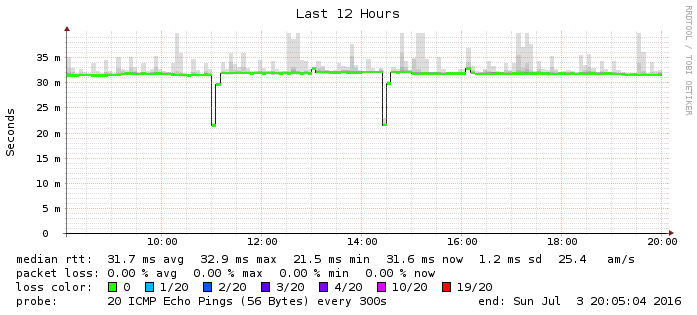 Last 12 Hours
RRDTOOL / TOBI OETIKER
Seconds
35 m
30 m
25 m
20 m
15 m
10 m
5 m
0
10:00 12:00 14:00 16:00 18:00 20:00
median rtt: 31.7 ms avg 32.9 ms max 21.5 ms min 31.6 ms now 1.2 ms sd 25.4 am/s
packet loss: 0.00 % avg 0.00 % max 0.00 % min 0.00 % now
loss color: 0 1/20 2/20 3/20 4/20 10/20 19/20
probe: 20 ICMP Echo Pings (56 Bytes) every 300s end: Sun Jul 3 20:05:04 2016